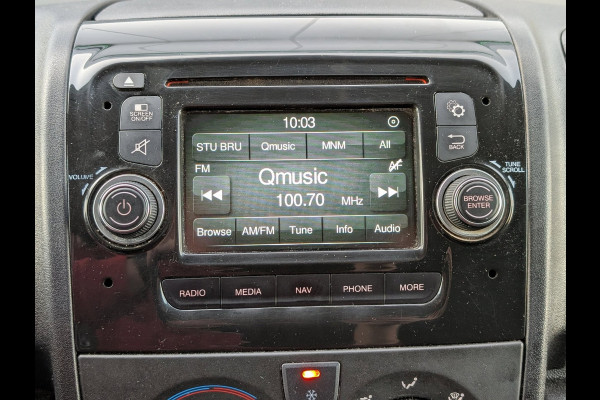 10:03
SCREEN
ON/OFF
STU BRU Qmusic MNM All
BACK
FM AF
Qmusic
VOLUME
TUNE
SCROLL
100.70 MHz
BROWSE
ENTER
Browse AM/FM Tune Info Audio
RADIO MEDIA NAV PHONE MORE